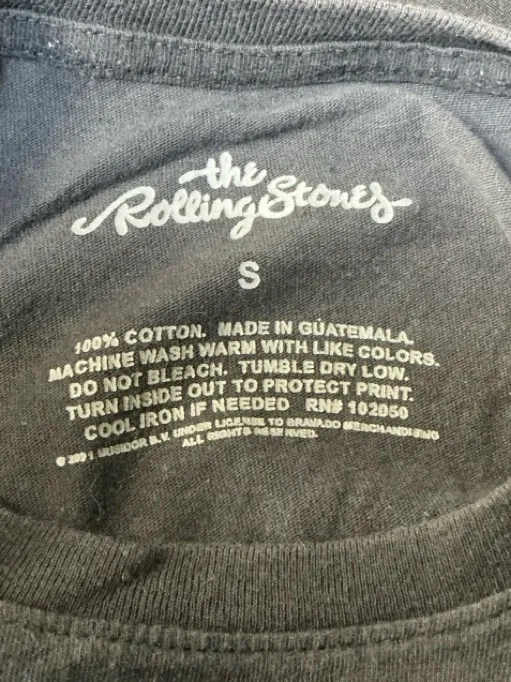 the
Rolling Stones
S
100% COTTON. MADE IN GUATEMALA.
MACHINE WASH WARM WITH LIKE COLORS.
DO NOT BLEACH. TUMBLE DRY LOW.
TURN INSIDE OUT TO PROTECT PRINT.
COOL IRON IF NEEDED RN# 102050
© 2021 MUSIDOR B.V. UNDER LICENSE TO BRAVADO MERCHANDISING
ALL RIGHTS RESERVED.